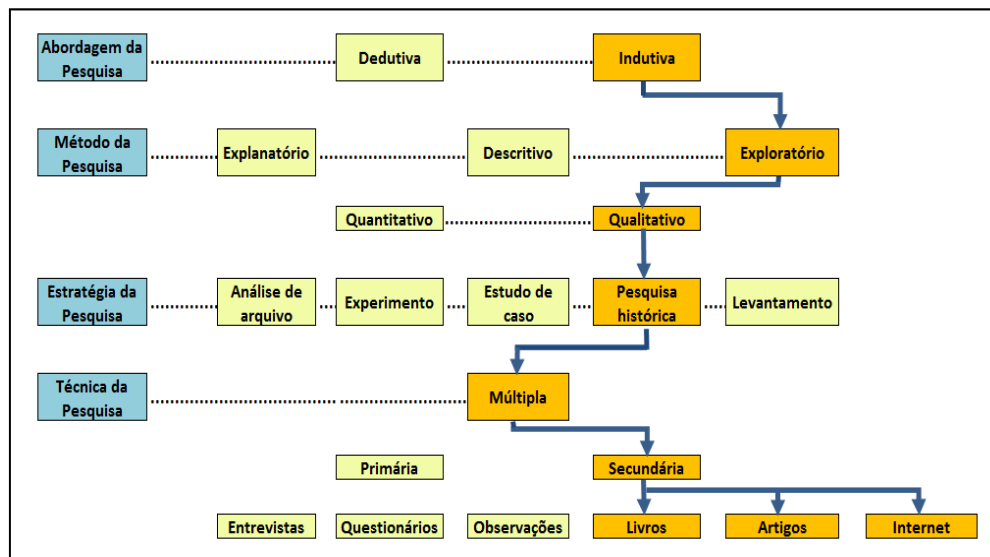 Abordagem da
Pesquisa
Dedutiva
Indutiva
Método da
Pesquisa
Explanatório
Descritivo
Exploratório
Quantitativo
Qualitativo
Estratégia da
Pesquisa
Análise de
arquivo
Experimento
Estudo de
caso
Pesquisa
histórica
Levantamento
Técnica da
Pesquisa
Múltipla
Primária
Secundária
Entrevistas
Questionários
Observações
Livros
Artigos
Internet